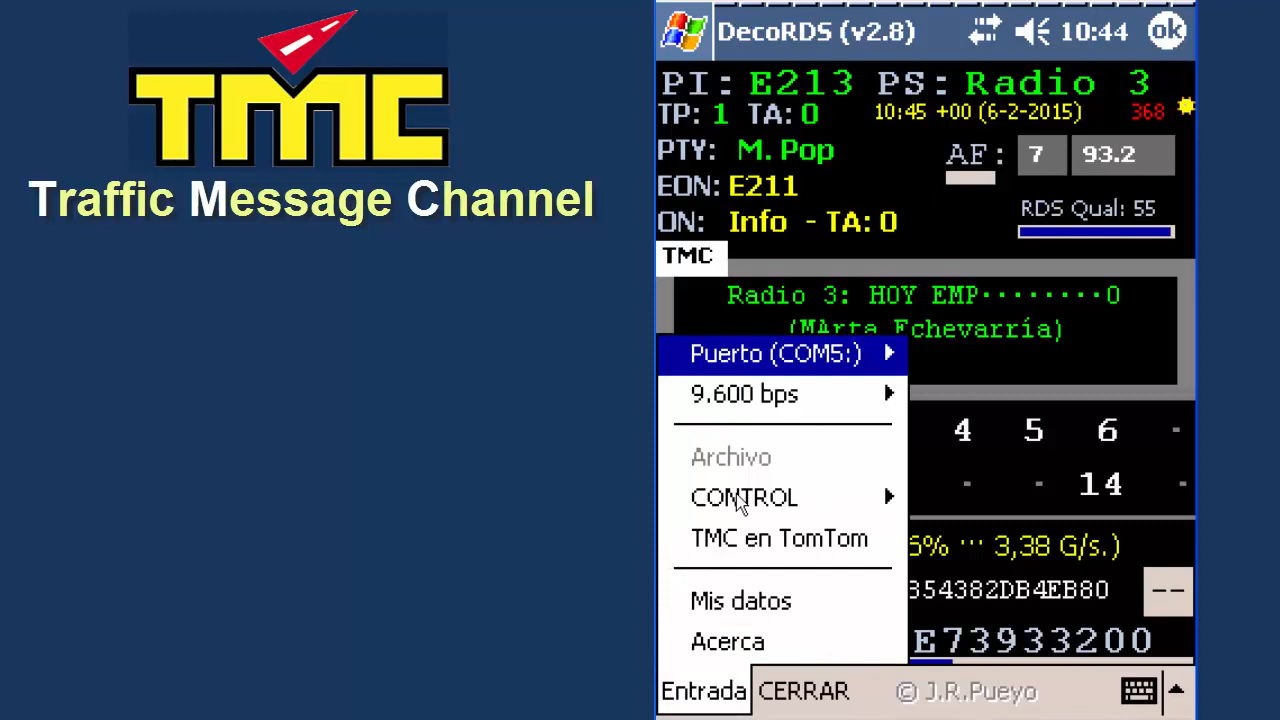 TMC
Traffic Message Channel
DecoRDS (v2.8) 10:44 ok
PI: E213 PS: Radio 3
TP: 1 TA: 0 10:45 +00 (6-2-2015) 368
PTY: M. Pop AF: 7 93.2
EON: E211
RDS Qual: 55
ON: Info - TA: 0
TMC
Radio 3: HOY EMP········0
(MArta Echevarría)
Puerto (COM5:)
9.600 bps
4 5 6 -
Archivo
- - 14 -
CONTROL
TMC en TomTom
6% ··· 3,38 G/s.)
354382DB4EB80 --
Mis datos
Acerca
E73933200
Entrada CERRAR © J.R.Pueyo